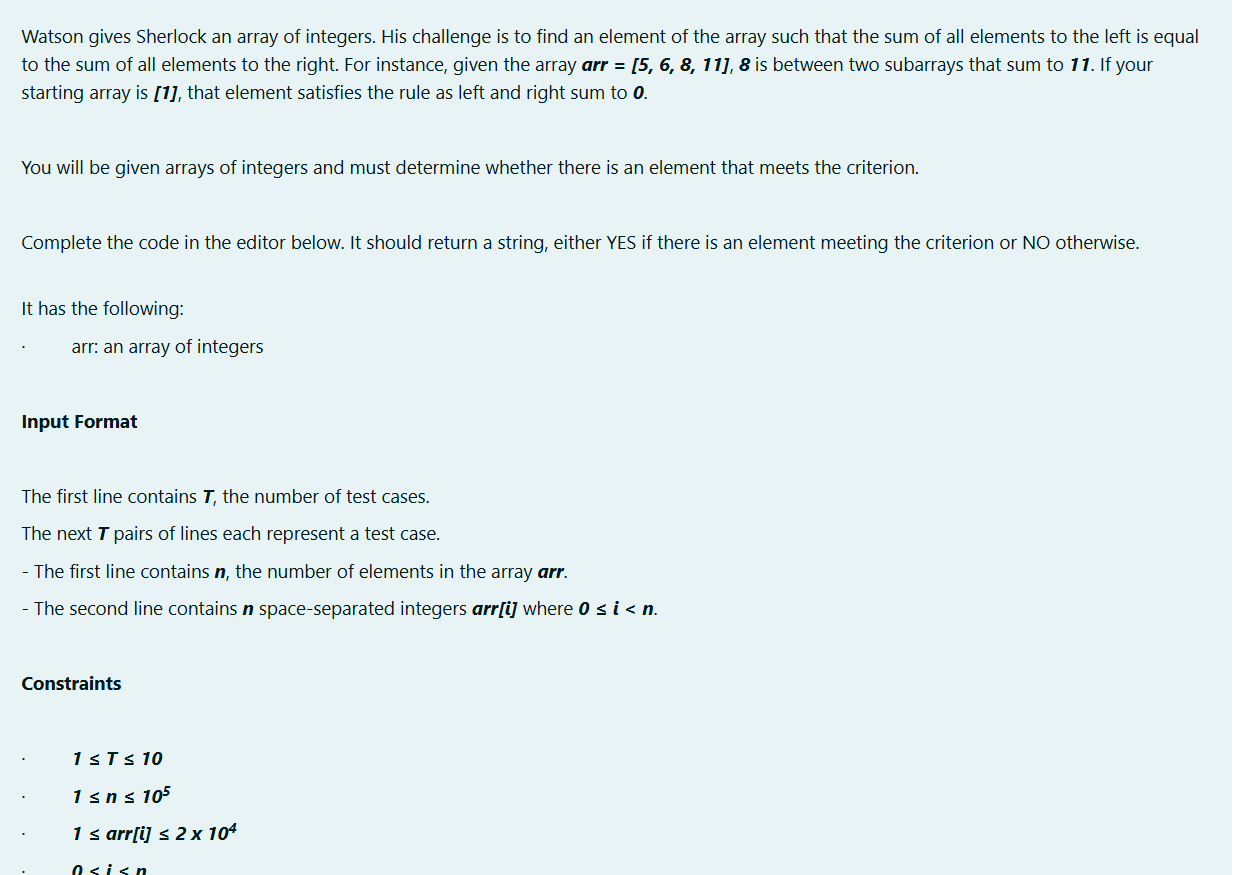 Watson gives Sherlock an array of integers. His challenge is to find an element of the array such that the sum of all elements to the left is equal
to the sum of all elements to the right. For instance, given the array arr = [5, 6, 8, 11], 8 is between two subarrays that sum to 11. If your
starting array is [1], that element satisfies the rule as left and right sum to 0.
You will be given arrays of integers and must determine whether there is an element that meets the criterion.
Complete the code in the editor below. It should return a string, either YES if there is an element meeting the criterion or NO otherwise.
It has the following:
· arr: an array of integers
Input Format
The first line contains T, the number of test cases.
The next T pairs of lines each represent a test case.
- The first line contains n, the number of elements in the array arr.
- The second line contains n space-separated integers arr[i] where 0 ≤ i < n.
Constraints
· 1 ≤ T ≤ 10
· 1 ≤ n ≤ 10⁵
· 1 ≤ arr[i] ≤ 2 x 10⁴
· 0 ≤ i < n